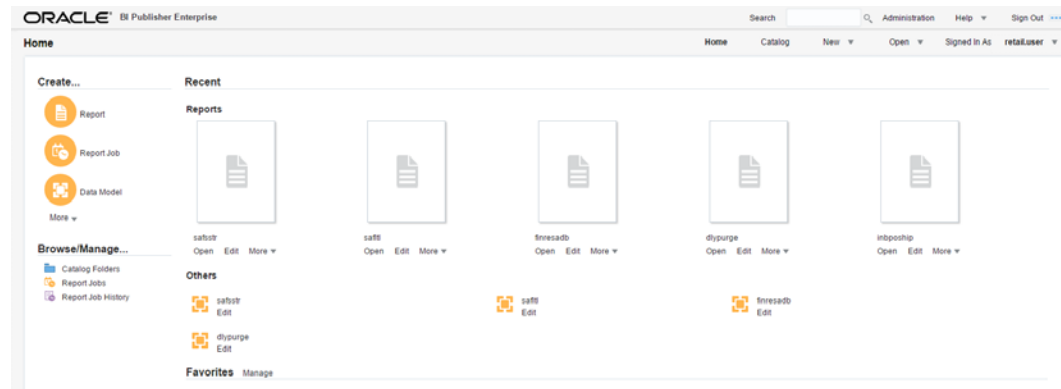 ORACLE BI Publisher Enterprise Search Administration Help Sign Out
Home Home Catalog New Open Signed In As retail.user
Create...
Report
Report Job
Data Model
More
Browse/Manage...
Catalog Folders
Report Jobs
Report Job History
Recent
Reports
safsstr safitl finresadb dlypurge inbpoship
Open Edit More Open Edit More Open Edit More Open Edit More Open Edit More
Others
safsstr safitl finresadb
Edit Edit Edit
dlypurge
Edit
Favorites Manage